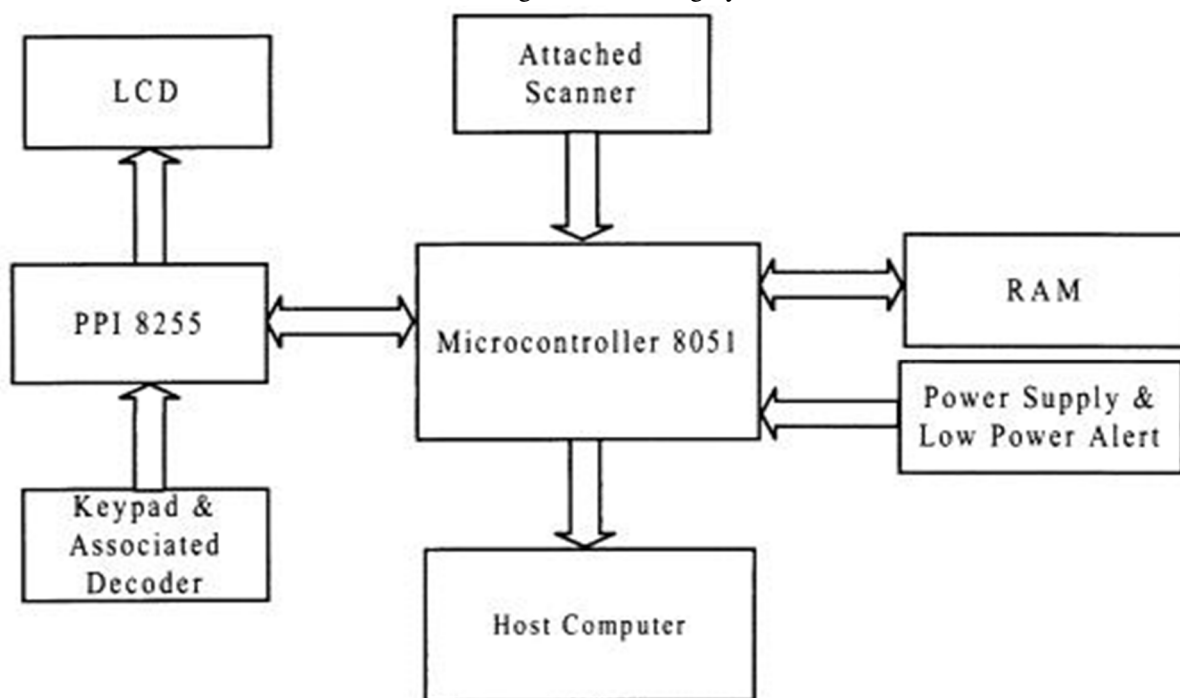 LCD
Attached
Scanner
PPI 8255
Microcontroller 8051
RAM
Power Supply &
Low Power Alert
Keypad &
Associated
Decoder
Host Computer